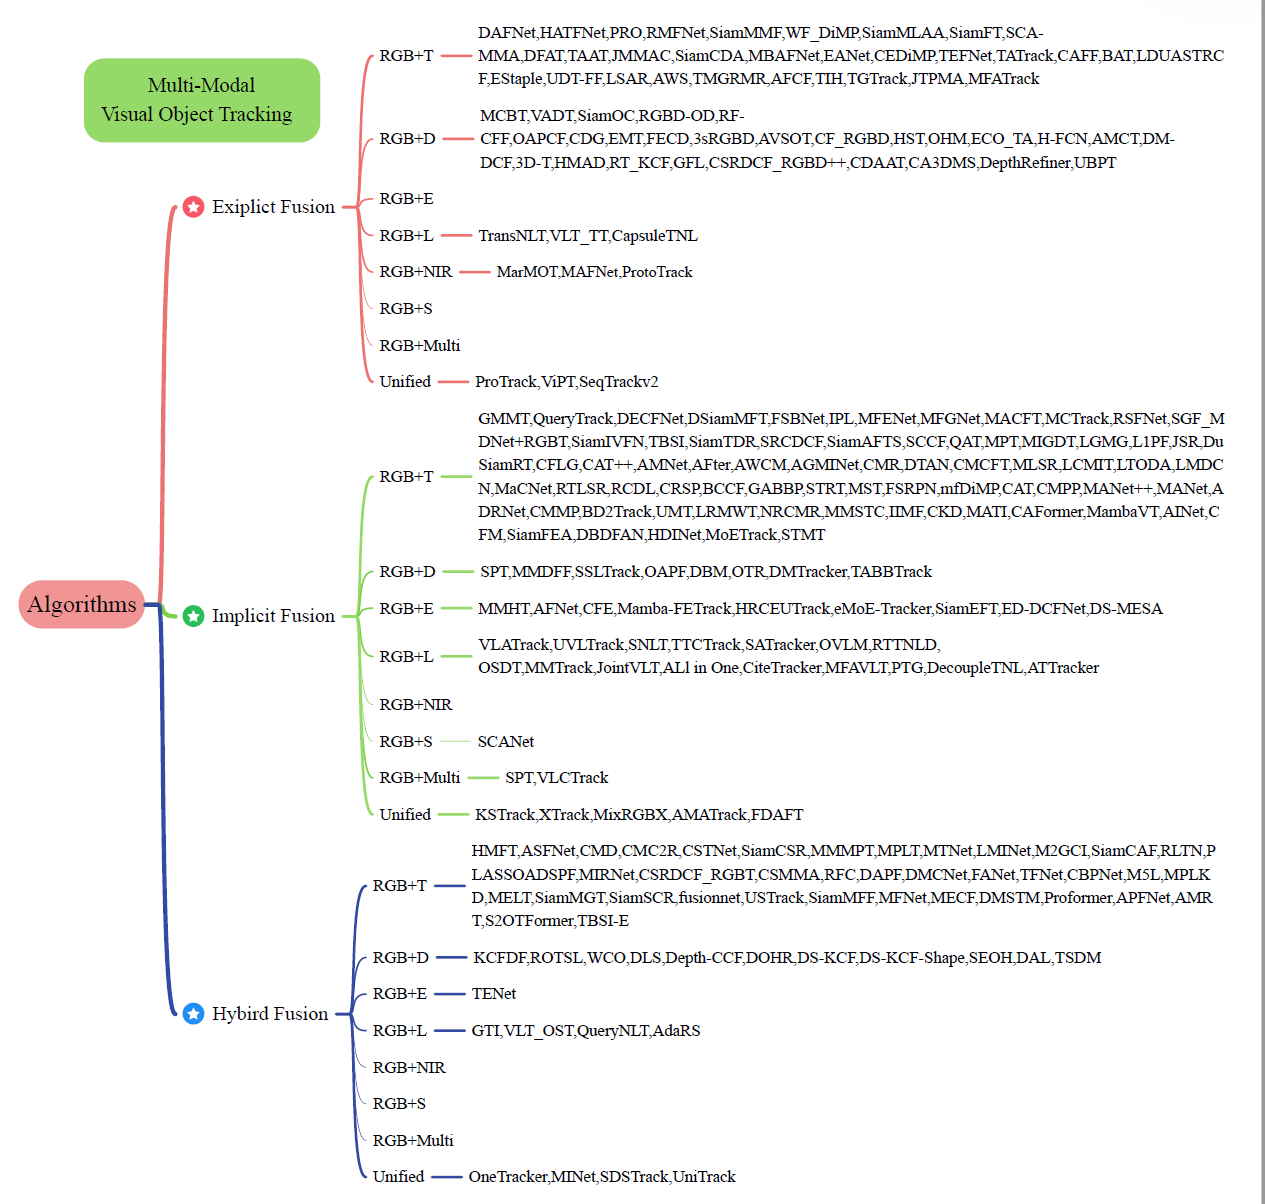 Multi-Modal
Visual Object Tracking
Algorithms
Exiplict Fusion
RGB+T
DAFNet,HATFNet,PRO,RMFNet,SiamMMF,WF_DiMP,SiamMLAA,SiamFT,SCA-
MMA,DFAT,TAAT,JMMAC,SiamCDA,MBAFNet,EANet,CEDiMP,TEFNet,TATrack,CAFF,BAT,LDUASTRC
F,EStaple,UDT-FF,LSAR,AWS,TMGRMR,AFCF,TIH,TGTrack,JTPMA,MFATrack
RGB+D
MCBT,VADT,SiamOC,RGBD-OD,RF-
CFF,OAPCF,CDG,EMT,FECD,3sRGBD,AVSOT,CF_RGBD,HST,OHM,ECO_TA,H-FCN,AMCT,DM-
DCF,3D-T,HMAD,RT_KCF,GFL,CSRDCF_RGBD++,CDAAT,CA3DMS,DepthRefiner,UBPT
RGB+E
RGB+L
TransNLT,VLT_TT,CapsuleTNL
RGB+NIR
MarMOT,MAFNet,ProtoTrack
RGB+S
RGB+Multi
Unified
ProTrack,ViPT,SeqTrackv2
Implicit Fusion
RGB+T
GMMT,QueryTrack,DECFNet,DSiamMFT,FSBNet,IPL,MFENet,MFGNet,MACFT,MCTrack,RSFNet,SGF_M
DNet+RGBT,SiamIVFN,TBSI,SiamTDR,SRCDCF,SiamAFTS,SCCF,QAT,MPT,MIGDT,LGMG,L1PF,JSR,Du
SiamRT,CFLG,CAT++,AMNet,AFter,AWCM,AGMINet,CMR,DTAN,CMCFT,MLSR,LCMIT,LTODA,LMDC
N,MaCNet,RTLSR,RCDL,CRSP,BCCF,GABBP,STRT,MST,FSRPN,mfDiMP,CAT,CMPP,MANet++,MANet,A
DRNet,CMMP,BD2Track,UMT,LRMWT,NRCMR,MMSTC,IIMF,CKD,MATI,CAFormer,MambaVT,AINet,C
FM,SiamFEA,DBDFAN,HDINet,MoETrack,STMT
RGB+D
SPT,MMDFF,SSLTrack,OAPF,DBM,OTR,DMTracker,TABBTrack
RGB+E
MMHT,AFNet,CFE,Mamba-FETrack,HRCEUTrack,eMoE-Tracker,SiamEFT,ED-DCFNet,DS-MESA
RGB+L
VLATrack,UVLTrack,SNLT,TTCTrack,SATracker,OVLM,RTTNLD,
OSDT,MMTrack,JointVLT,ALl in One,CiteTracker,MFAVLT,PTG,DecoupleTNL,ATTracker
RGB+NIR
RGB+S
SCANet
RGB+Multi
SPT,VLCTrack
Unified
KSTrack,XTrack,MixRGBX,AMATrack,FDAFT
Hybird Fusion
RGB+T
HMFT,ASFNet,CMD,CMC2R,CSTNet,SiamCSR,MMMPT,MPLT,MTNet,LMINet,M2GCI,SiamCAF,RLTN,P
LASSOADSPF,MIRNet,CSRDCF_RGBT,CSMMA,RFC,DAPF,DMCNet,FANet,TFNet,CBPNet,M5L,MPLK
D,MELT,SiamMGT,SiamSCR,fusionnet,USTrack,SiamMFF,MFNet,MECF,DMSTM,Proformer,APFNet,AMR
T,S2OTFormer,TBSI-E
RGB+D
KCFDF,ROTSL,WCO,DLS,Depth-CCF,DOHR,DS-KCF,DS-KCF-Shape,SEOH,DAL,TSDM
RGB+E
TENet
RGB+L
GTI,VLT_OST,QueryNLT,AdaRS
RGB+NIR
RGB+S
RGB+Multi
Unified
OneTracker,MINet,SDSTrack,UniTrack